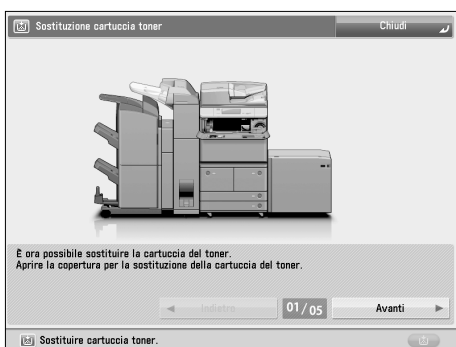 Sostituzione cartuccia toner
Chiudi
È ora possibile sostituire la cartuccia del toner.
Aprire la copertura per la sostituzione della cartuccia del toner.
Indietro
01/05
Avanti
Sostituire cartuccia toner.